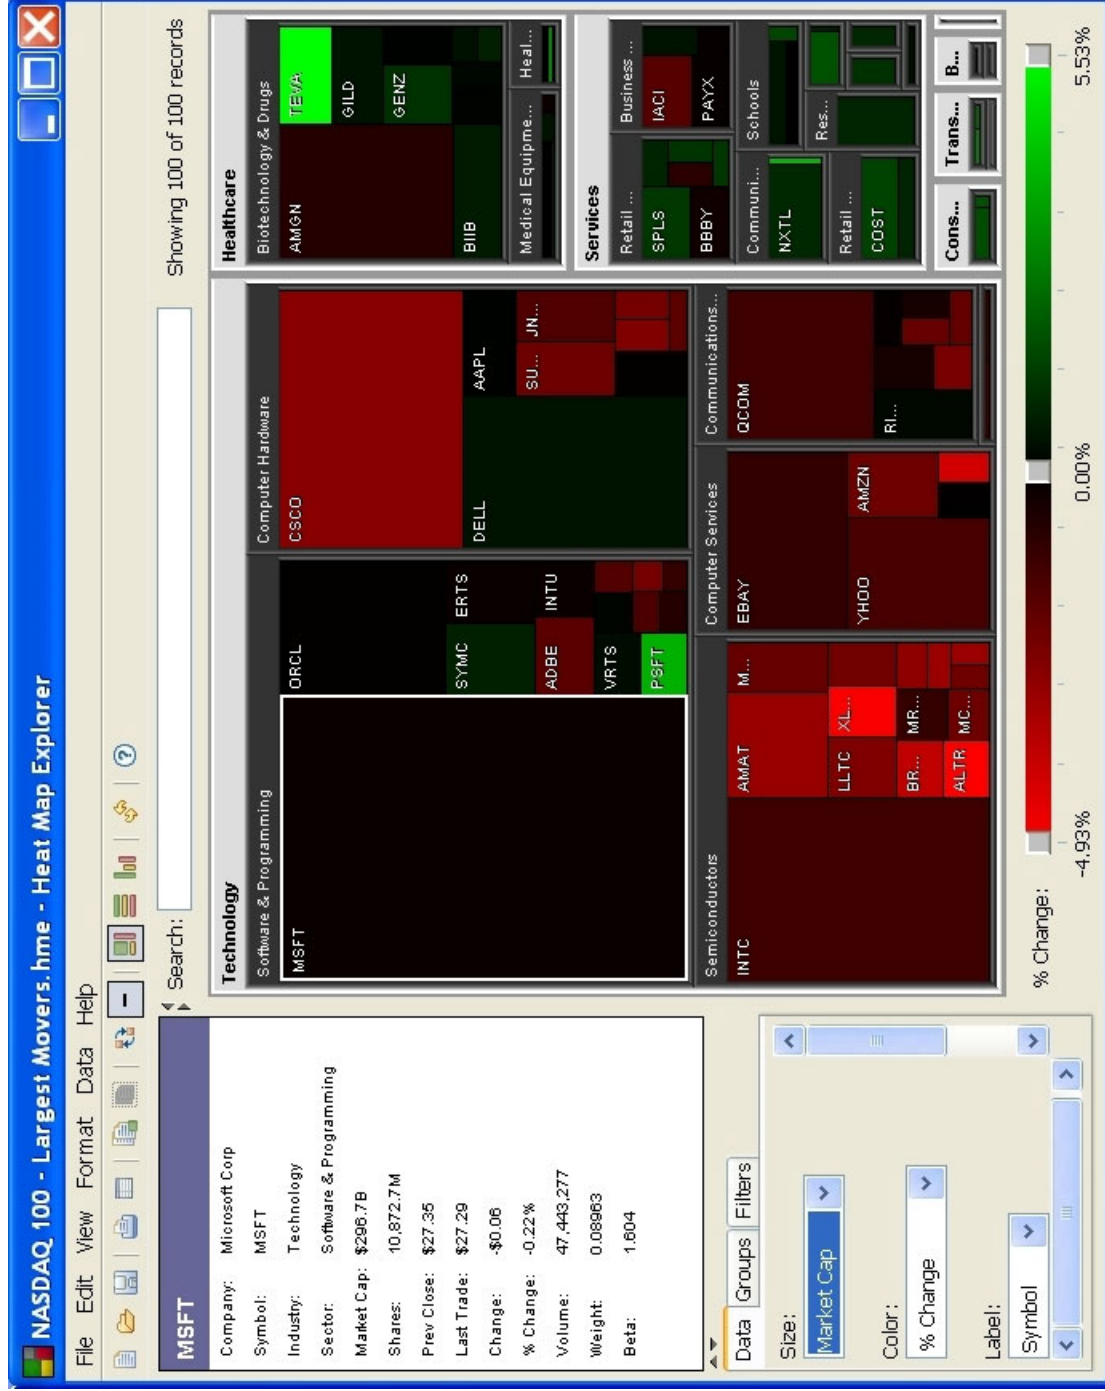 NASDAQ 100 - Largest Movers.hme - Heat Map Explorer
File Edit View Format Data Help
MSFT
Company: Microsoft Corp
Symbol: MSFT
Industry: Technology
Sector: Software & Programming
Market Cap: $296.7B
Shares: 10,872.7M
Prev Close: $27.35
Last Trade: $27.29
Change: -$0.06
% Change: -0.22%
Volume: 47,443,277
Weight: 0.08963
Beta: 1.604
Data Groups Filters
Size:
Market Cap
Color:
% Change
Label:
Symbol
Search: Showing 100 of 100 records
Technology
Software & Programming
MSFT
ORCL
SYMC ERTS
ADBE INTU
VRTS
PSFT
Computer Hardware
CSCO
DELL AAPL
SU... JN...
Semiconductors
INTC AMAT M...
LLTC XL...
BR... MR...
ALTR MC...
Computer Services
EBAY
YHOO AMZN
Communications...
QCOM
RI...
Healthcare
Biotechnology & Drugs
AMGN TEVA
GILD
GENZ
BIIB
Medical Equipme... Heal...
Services
Retail ... Business ...
SPLS IACI
BBBY PAYX
Communi... Schools
NXTL
Retail ... Res...
COST
Cons... Trans... B...
% Change:
-4.93% 0.00% 5.53%